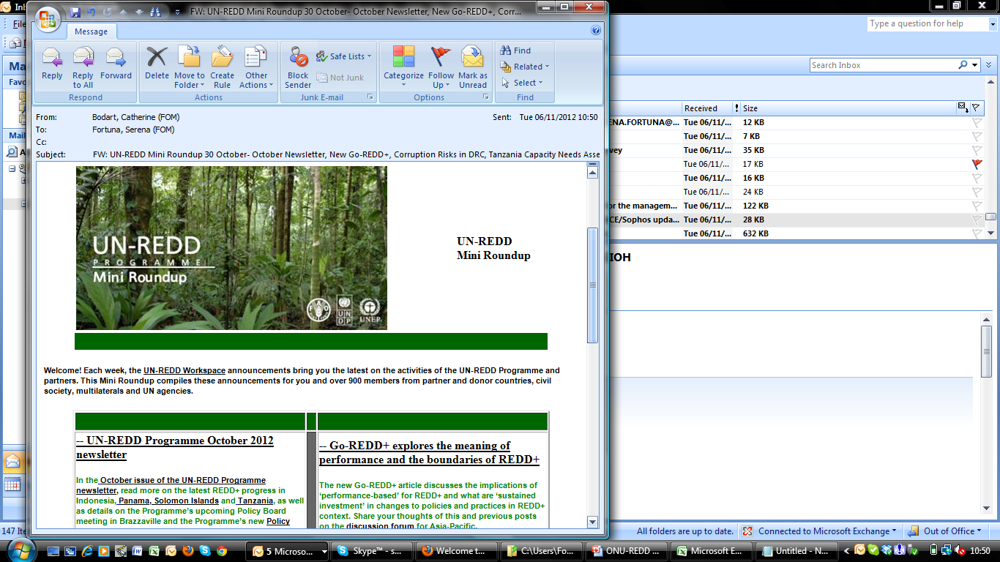 FW: UN-REDD Mini Roundup 30 October- October Newsletter, New Go-REDD+, Corr...
Type a question for help
Message
Reply
Reply to All
Forward
Respond
Delete
Move to Folder
Create Rule
Other Actions
Actions
Block Sender
Safe Lists
Not Junk
Junk E-mail
Categorize
Follow Up
Mark as Unread
Options
Find
Related
Select
Find
From: Bodart, Catherine (FOM)
Sent: Tue 06/11/2012 10:50
To: Fortuna, Serena (FOM)
Cc:
Subject: FW: UN-REDD Mini Roundup 30 October- October Newsletter, New Go-REDD+, Corruption Risks in DRC, Tanzania Capacity Needs Asse
UN-REDD
PROGRAMME
Mini Roundup
FAO
UNDP
UNEP
UN-REDD
Mini Roundup
Welcome! Each week, the UN-REDD Workspace announcements bring you the latest on the activities of the UN-REDD Programme and
partners. This Mini Roundup compiles these announcements for you and over 900 members from partner and donor countries, civil
society, multilaterals and UN agencies.
-- UN-REDD Programme October 2012
newsletter
In the October issue of the UN-REDD Programme
newsletter, read more on the latest REDD+ progress in
Indonesia, Panama, Solomon Islands and Tanzania, as well
as details on the Programme's upcoming Policy Board
meeting in Brazzaville and the Programme's new Policy
-- Go-REDD+ explores the meaning of
performance and the boundaries of REDD+
The new Go-REDD+ article discusses the implications of
‘performance-based’ for REDD+ and what are ‘sustained
investment’ in changes to policies and practices in REDD+
context. Share your thoughts of this and previous posts
on the discussion forum for Asia-Pacific.
Search Inbox
Received ! Size
ENA.FORTUNA@... Tue 06/11/... 12 KB
Tue 06/11/... 7 KB
vey Tue 06/11/... 35 KB
Tue 06/11/... 17 KB
Tue 06/11/... 16 KB
Tue 06/11/... 24 KB
or the managem... Tue 06/11/... 122 KB
CE/Sophos upda... Tue 06/11/... 28 KB
Tue 06/11/... 632 KB
IOH
Inb
File
Ma
Favo
Mail
A
147 Ite
All folders are up to date.
Connected to Microsoft Exchange
Out of Office
5 Microso...
Skype™ - s...
Welcome t...
C:\Users\Fo...
ONU-REDD ...
Microsoft E...
Untitled - N...
10:50